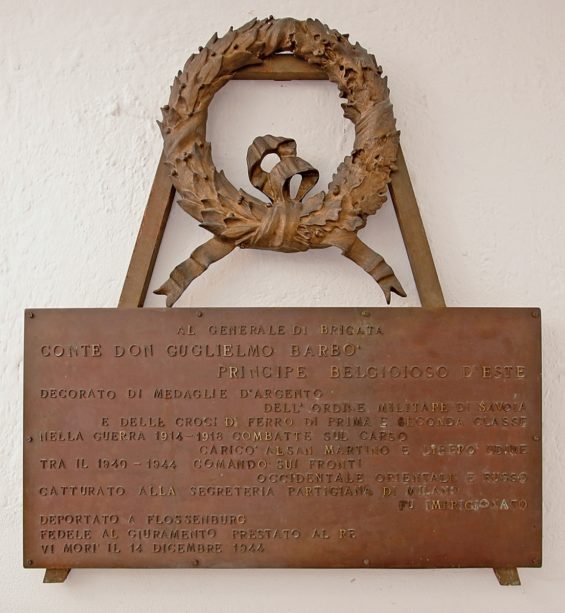 AL GENERALE DI BRIGATA
CONTE DON GUGLIELMO BARBO'
PRINCIPE BELGIOIOSO D'ESTE
DECORATO DI MEDAGLIE D'ARGENTO
DELL'ORDINE MILITARE DI SAVOIA
E DELLE CROCI DI FERRO DI PRIMA E SECONDA CLASSE
NELLA GUERRA 1914-1918 COMBATTE SUL CARSO
CARICO' A SAN MARTINO E LIBERO' UDINE
TRA IL 1940 - 1944 COMANDO SUI FRONTI
OCCIDENTALE ORIENTALE E RUSSO
CATTURATO ALLA SEGRETERIA PARTIGIANA DI MILANO
FU IMPRIGIONATO
DEPORTATO A FLOSSENBURG
FEDELE AL GIURAMENTO PRESTATO AL RE
VI MORI' IL 14 DICEMBRE 1944